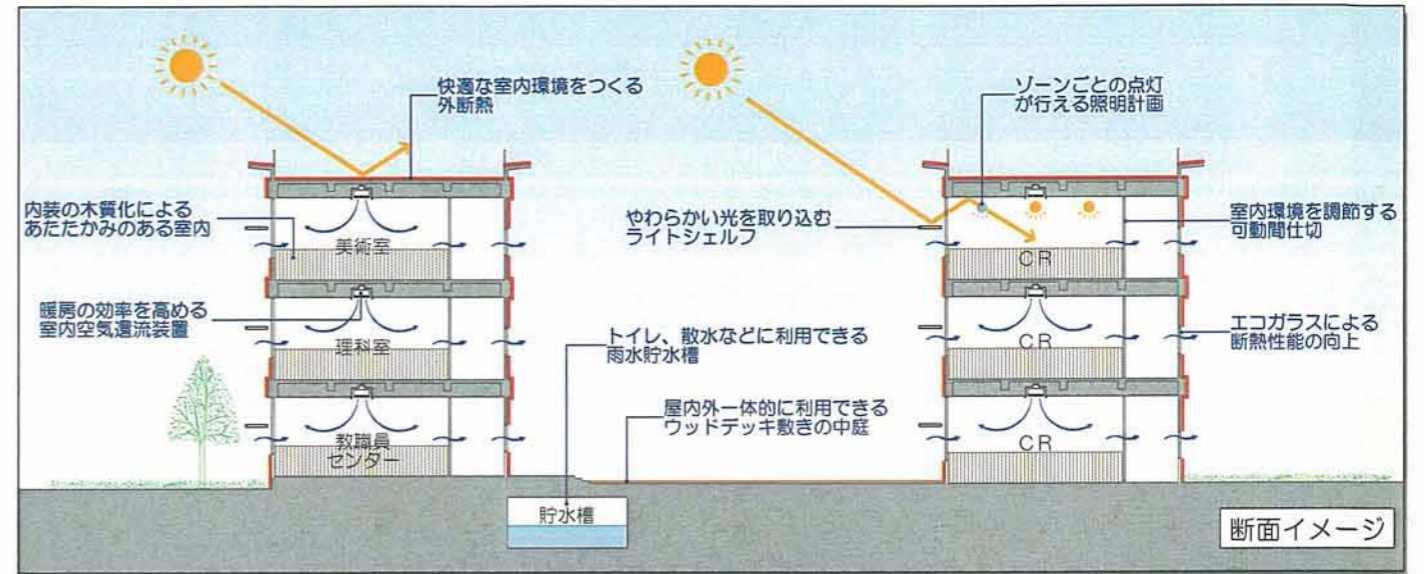 快適な室内環境をつくる
外断熱
ゾーンごとの点灯
が行える照明計画
内装の木質化による
あたたかみのある室内
美術室
やわらかい光を取り込む
ライトシェルフ
CR
室内環境を調節する
可動間仕切
暖房の効率を高める
室内空気還流装置
理科室
トイレ、散水などに利用できる
雨水貯水槽
CR
エコガラスによる
断熱性能の向上
屋内外一体的に利用できる
ウッドデッキ敷きの中庭
教職員
センター
CR
貯水槽
断面イメージ